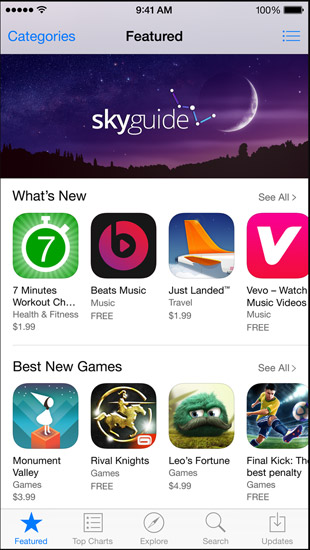 9:41 AM 100%
Categories Featured
skyguide
What's New See All >
7 Minutes Beats Music Just Landed™ Vevo – Watch
Workout Ch… Music Travel Music Videos
Health & Fitness FREE $1.99 Music
$1.99 FREE
7
b
v
Best New Games See All >
Monument Rival Knights Leo's Fortune Final Kick: The
Valley Games Games best penalty
Games FREE $4.99 Games
$3.99 FREE
Featured Top Charts Explore Search Updates